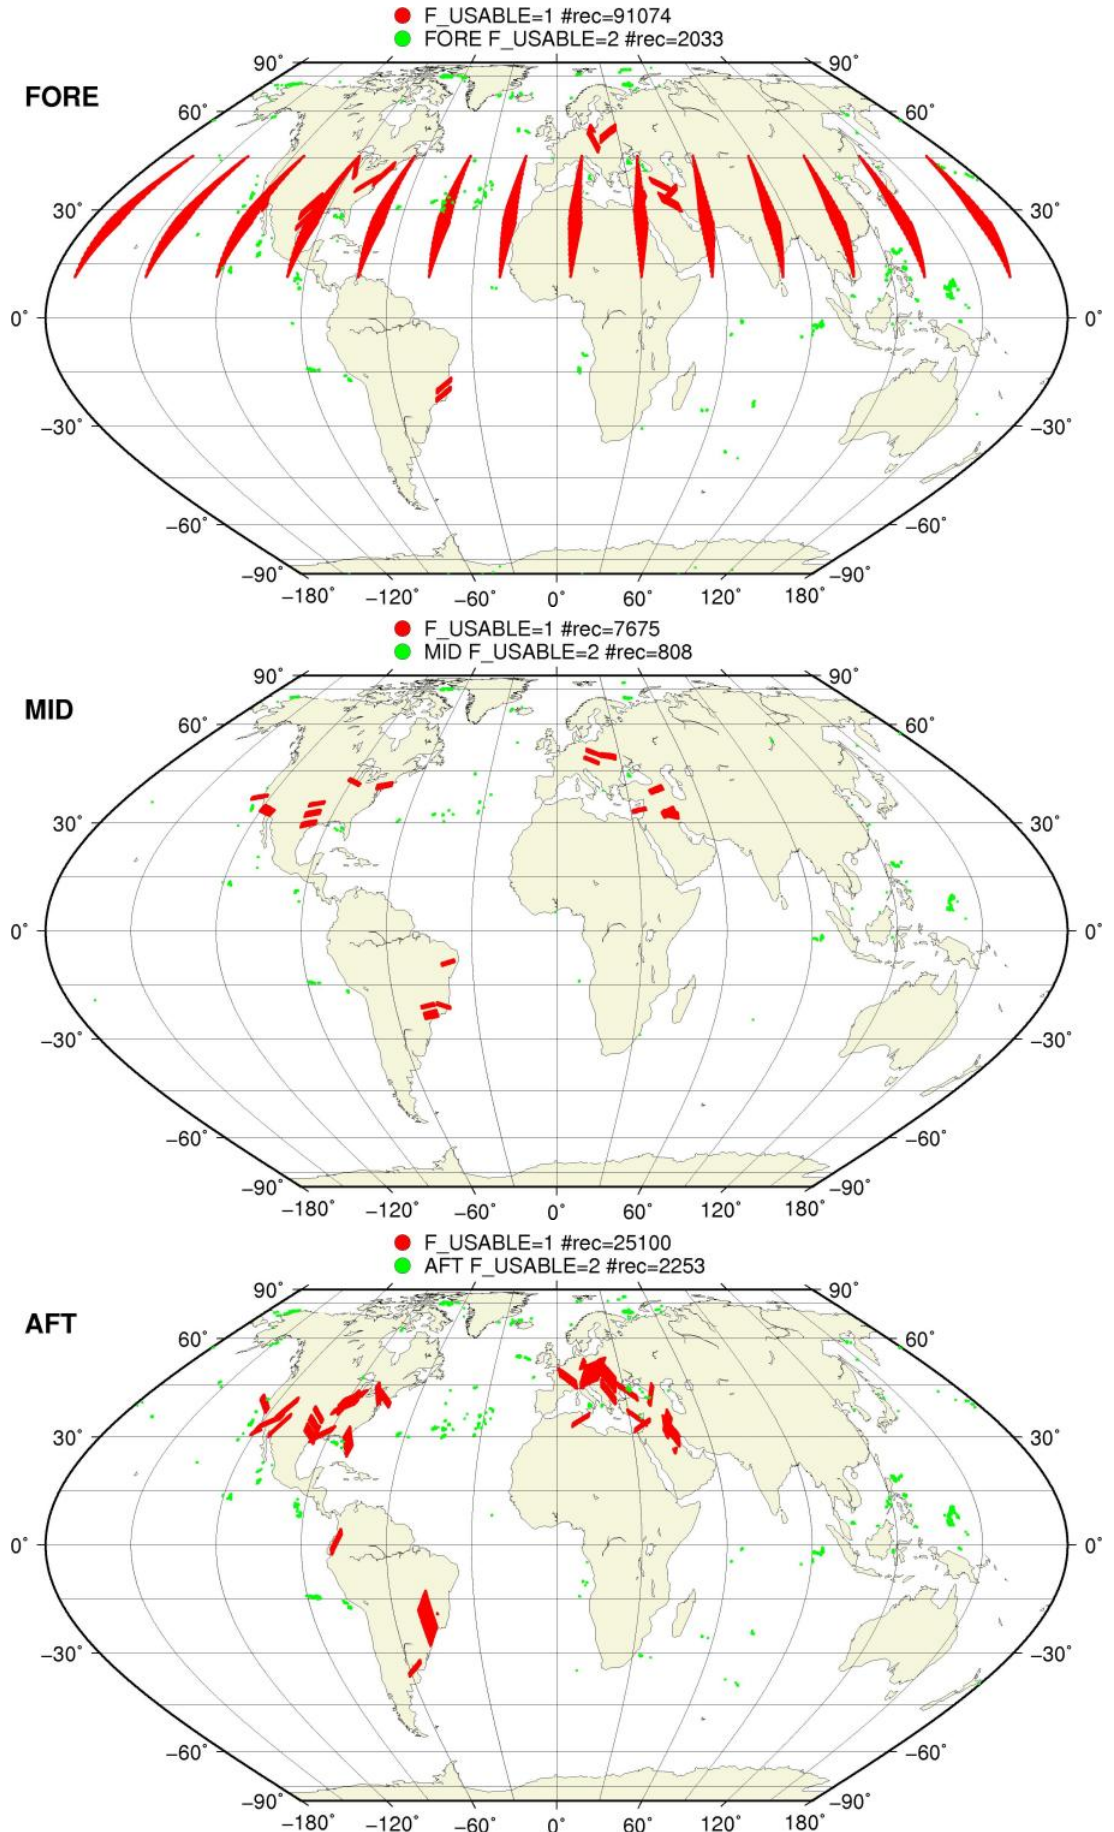 F_USABLE=1 #rec=91074
FORE F_USABLE=2 #rec=2033
FORE
90° 90°
60° 60°
30° 30°
0° 0°
−30° −30°
−60° −60°
−90° −90°
−180° −120° −60° 0° 60° 120° 180°
F_USABLE=1 #rec=7675
MID F_USABLE=2 #rec=808
MID
90° 90°
60° 60°
30° 30°
0° 0°
−30° −30°
−60° −60°
−90° −90°
−180° −120° −60° 0° 60° 120° 180°
F_USABLE=1 #rec=25100
AFT F_USABLE=2 #rec=2253
AFT
90° 90°
60° 60°
30° 30°
0° 0°
−30° −30°
−60° −60°
−90° −90°
−180° −120° −60° 0° 60° 120° 180°